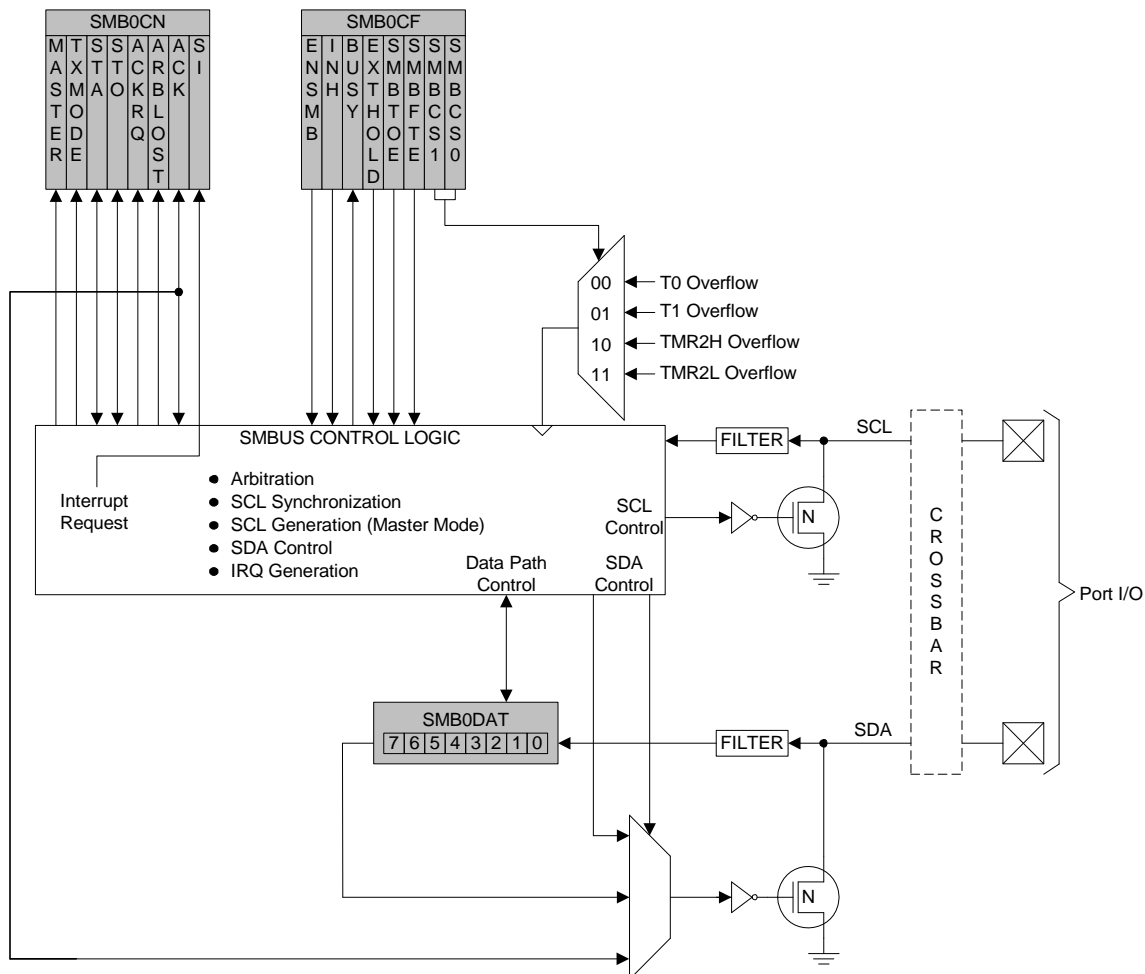 SMB0CN
MASTER
TXMODE
STA
STO
ACKRQ
ARBLOST
ACK
SI
SMB0CF
ENSMB
INH
BUSY
EXTHOLD
SMBTOE
SMBFTE
SMBCS1
SMBCS0
00
T0 Overflow
01
T1 Overflow
10
TMR2H Overflow
11
TMR2L Overflow
SMBUS CONTROL LOGIC
Interrupt
Request
● Arbitration
● SCL Synchronization
● SCL Generation (Master Mode)
● SDA Control
● IRQ Generation
Data Path
Control
SCL
Control
SDA
Control
FILTER
SCL
N
CROSSBAR
Port I/O
SMB0DAT
7 6 5 4 3 2 1 0
FILTER
SDA
N